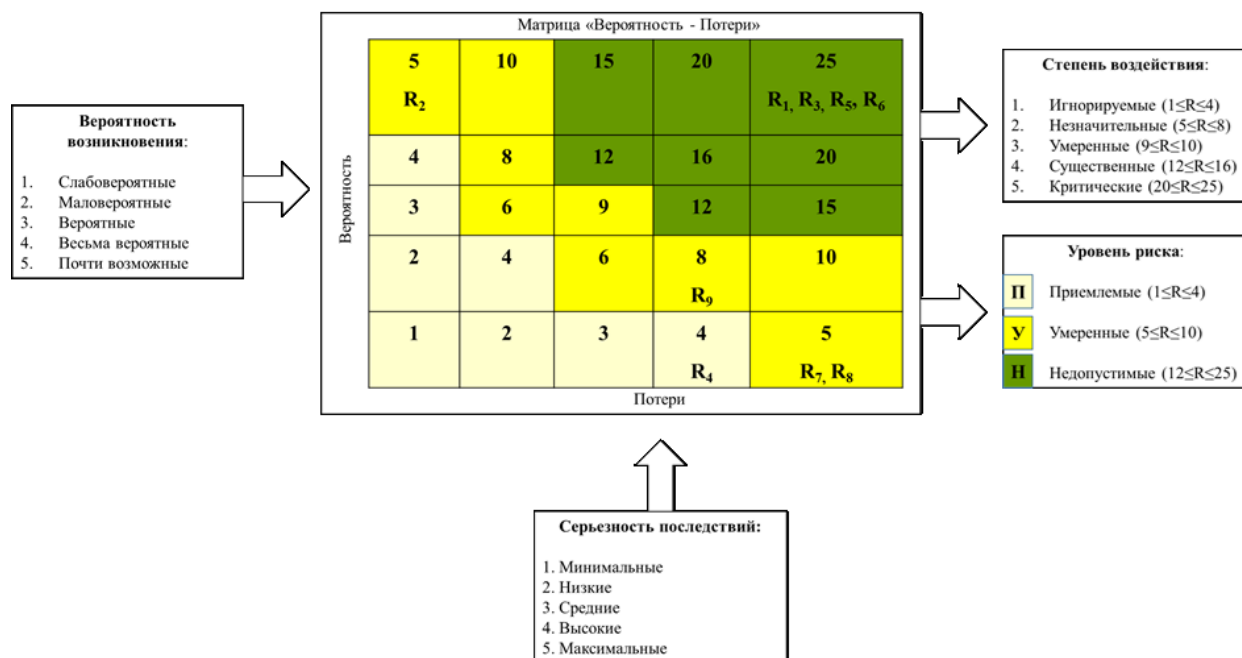 Матрица «Вероятность - Потери»
Вероятность возникновения:
1. Слабовероятные
2. Маловероятные
3. Вероятные
4. Весьма вероятные
5. Почти возможные
Вероятность
5 10 15 20 25
R₂ R₁, R₃, R₅, R₆
4 8 12 16 20
3 6 9 12 15
2 4 6 8 10
R₉
1 2 3 4 5
R₄ R₇, R₈
Потери
Степень воздействия:
1. Игнорируемые (1≤R≤4)
2. Незначительные (5≤R≤8)
3. Умеренные (9≤R≤10)
4. Существенные (12≤R≤16)
5. Критические (20≤R≤25)
Уровень риска:
П Приемлемые (1≤R≤4)
У Умеренные (5≤R≤10)
Н Недопустимые (12≤R≤25)
Серьезность последствий:
1. Минимальные
2. Низкие
3. Средние
4. Высокие
5. Максимальные